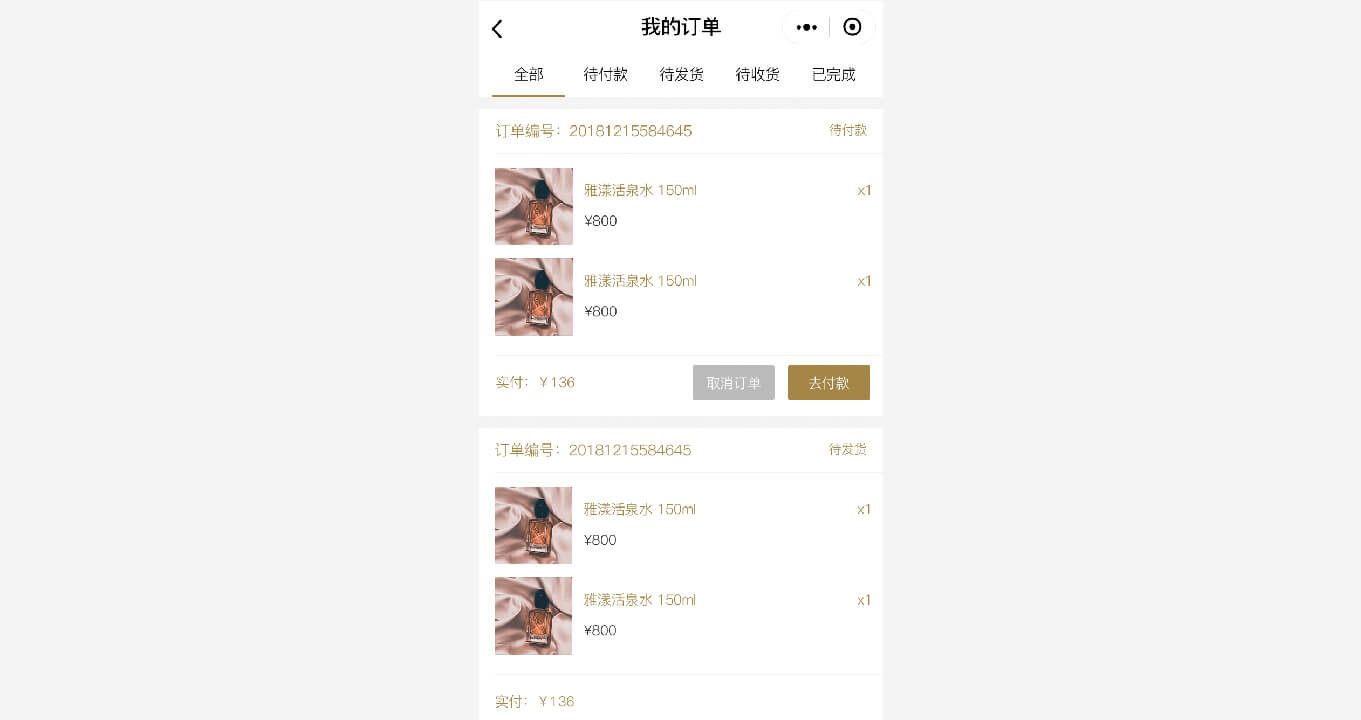 我的订单
全部 待付款 待发货 待收货 已完成
订单编号：20181215584645 待付款
雅漾活泉水 150ml x1
¥800
雅漾活泉水 150ml x1
¥800
实付：￥136 取消订单 去付款
订单编号：20181215584645 待发货
雅漾活泉水 150ml x1
¥800
雅漾活泉水 150ml x1
¥800
实付：￥136